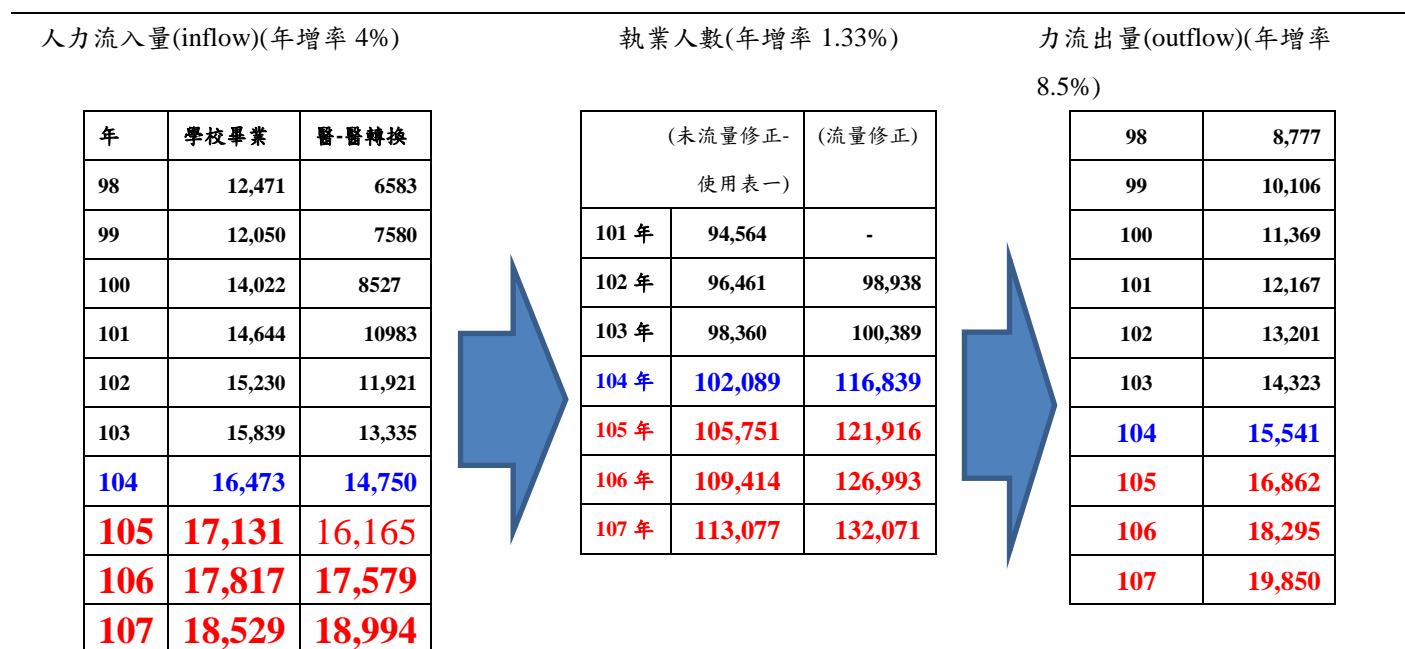 人力流入量(inflow)(年增率 4%)
年 學校畢業 醫-醫轉換
98 12,471 6583
99 12,050 7580
100 14,022 8527
101 14,644 10983
102 15,230 11,921
103 15,839 13,335
104 16,473 14,750
105 17,131 16,165
106 17,817 17,579
107 18,529 18,994
執業人數(年增率 1.33%)
(未流量修正- (流量修正)
使用表一)
101 年 94,564 -
102 年 96,461 98,938
103 年 98,360 100,389
104 年 102,089 116,839
105 年 105,751 121,916
106 年 109,414 126,993
107 年 113,077 132,071
力流出量(outflow)(年增率
8.5%)
98 8,777
99 10,106
100 11,369
101 12,167
102 13,201
103 14,323
104 15,541
105 16,862
106 18,295
107 19,850